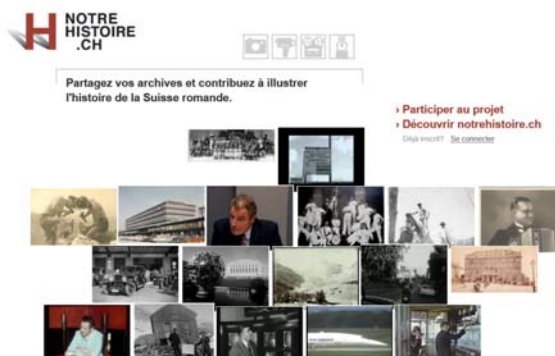 NOTRE
HISTOIRE
.CH
Partagez vos archives et contribuez à illustrer
l'histoire de la Suisse romande.
› Participer au projet
› Découvrir notrehistoire.ch
Déjà inscrit? Se connecter